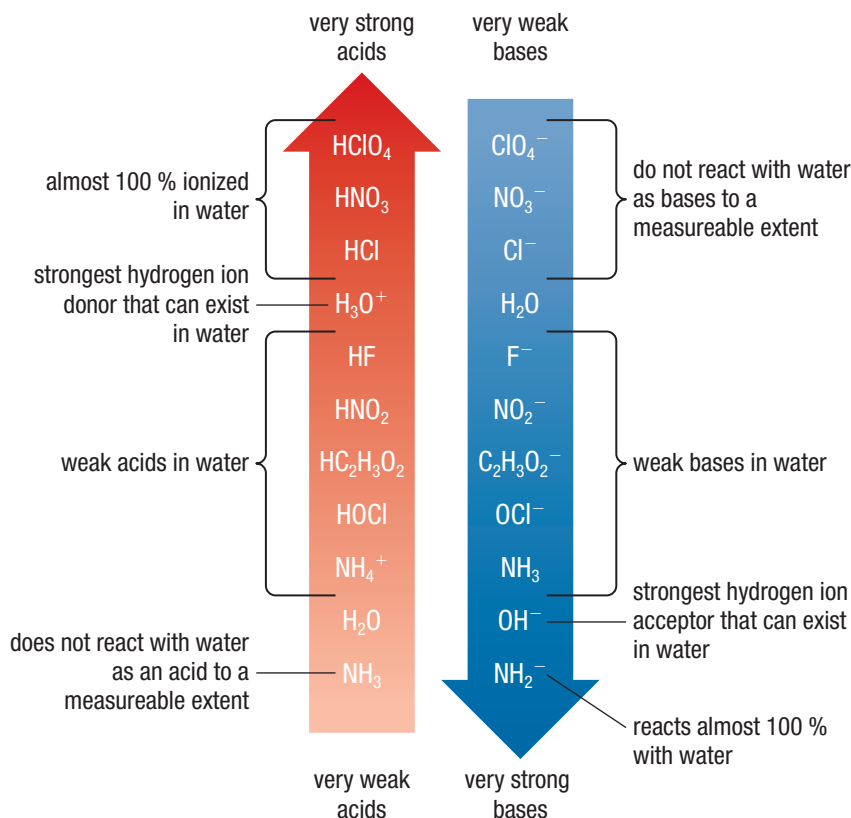 very strong
acids
very weak
bases
almost 100 % ionized
in water
strongest hydrogen ion
donor that can exist
in water
weak acids in water
does not react with water
as an acid to a
measureable extent
HClO₄
HNO₃
HCl
H₃O⁺
HF
HNO₂
HC₂H₃O₂
HOCl
NH₄⁺
H₂O
NH₃
ClO₄⁻
NO₃⁻
Cl⁻
H₂O
F⁻
NO₂⁻
C₂H₃O₂⁻
OCl⁻
NH₃
OH⁻
NH₂⁻
do not react with water
as bases to a
measureable extent
weak bases in water
strongest hydrogen ion
acceptor that can exist
in water
reacts almost 100 %
with water
very weak
acids
very strong
bases